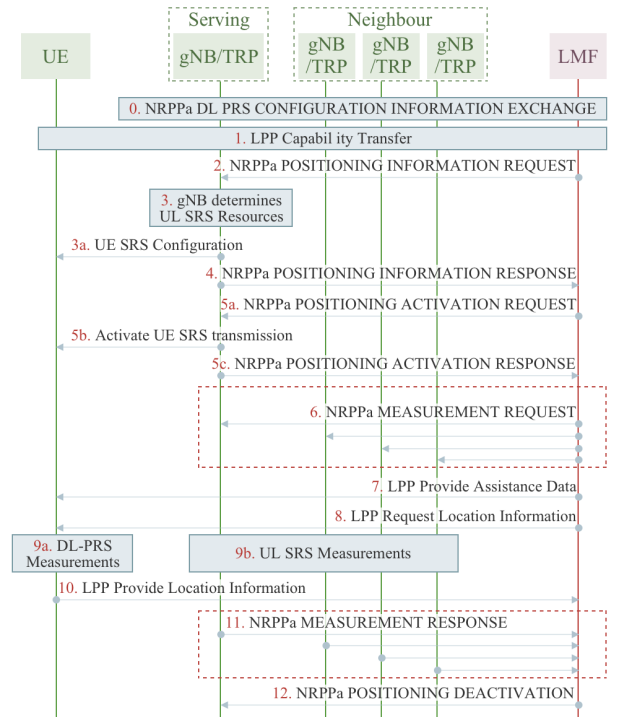 Serving
Neighbour
UE
gNB/TRP
gNB
/TRP
gNB
/TRP
gNB
/TRP
LMF
0. NRPPa DL PRS CONFIGURATION INFORMATION EXCHANGE
1. LPP Capability Transfer
2. NRPPa POSITIONING INFORMATION REQUEST
3. gNB determines
UL SRS Resources
3a. UE SRS Configuration
4. NRPPa POSITIONING INFORMATION RESPONSE
5a. NRPPa POSITIONING ACTIVATION REQUEST
5b. Activate UE SRS transmission
5c. NRPPa POSITIONING ACTIVATION RESPONSE
6. NRPPa MEASUREMENT REQUEST
7. LPP Provide Assistance Data
8. LPP Request Location Information
9a. DL-PRS
Measurements
9b. UL SRS Measurements
10. LPP Provide Location Information
11. NRPPa MEASUREMENT RESPONSE
12. NRPPa POSITIONING DEACTIVATION